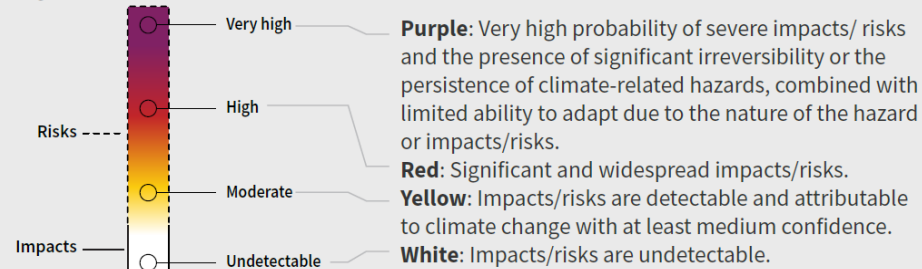 Very high
High
Risks
Moderate
Impacts
Undetectable
Purple: Very high probability of severe impacts/ risks
and the presence of significant irreversibility or the
persistence of climate-related hazards, combined with
limited ability to adapt due to the nature of the hazard
or impacts/risks.
Red: Significant and widespread impacts/risks.
Yellow: Impacts/risks are detectable and attributable
to climate change with at least medium confidence.
White: Impacts/risks are undetectable.